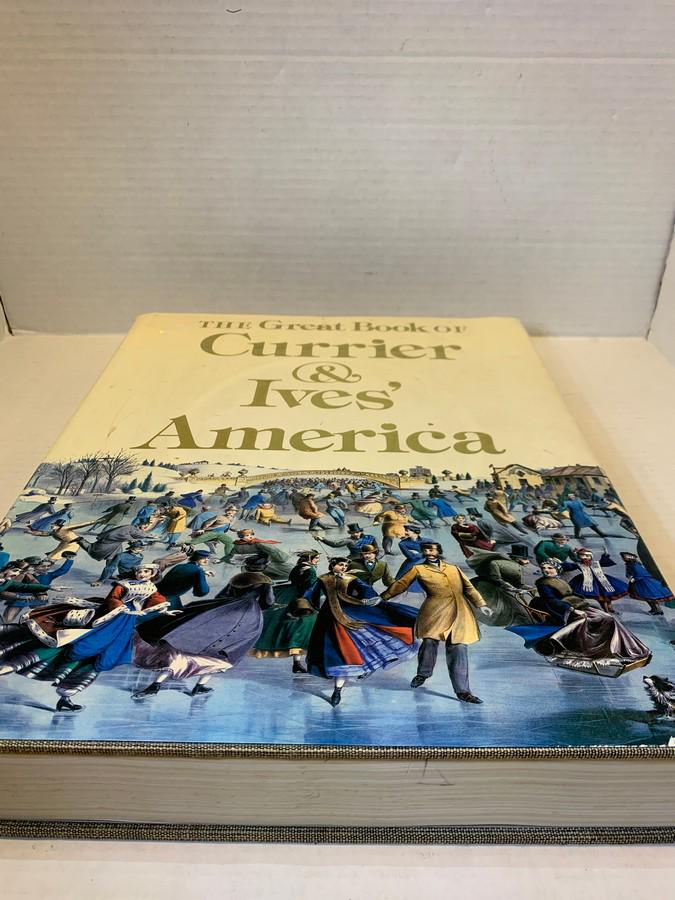 THE Great Book OF
Currier
&
Ives'
America